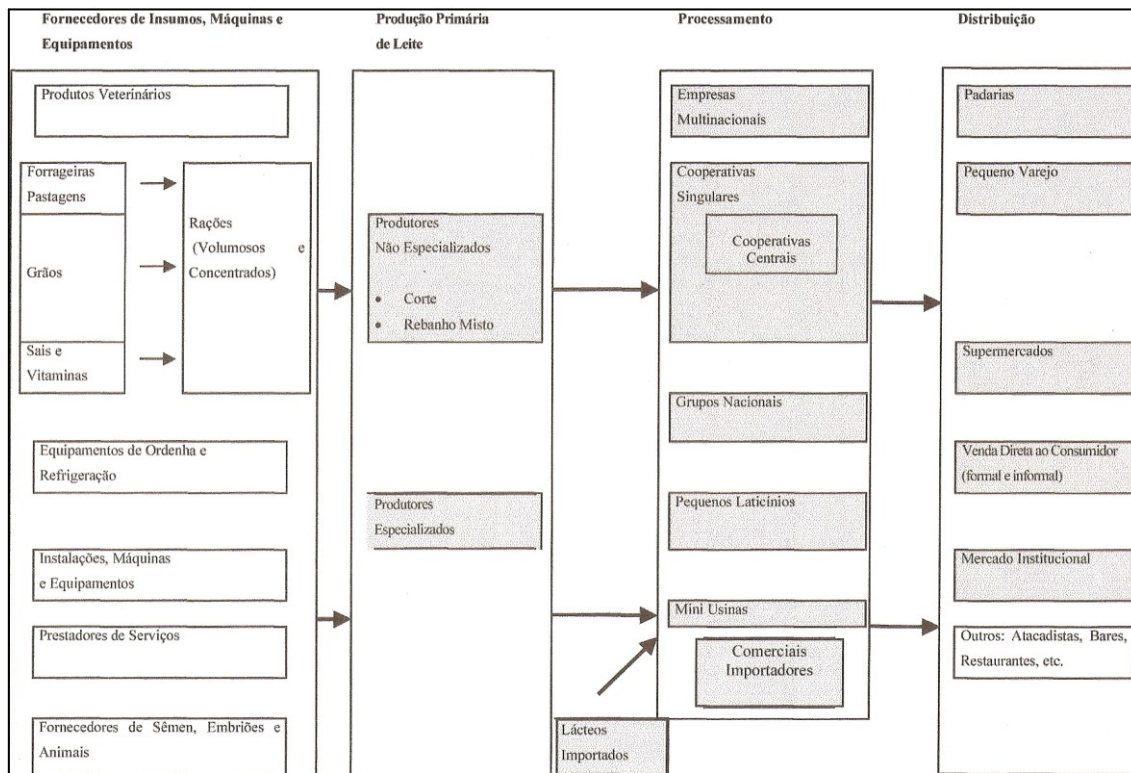 Fornecedores de Insumos, Máquinas e
Equipamentos
Produtos Veterinários
Forrageiras
Pastagens
Grãos
Sais e
Vitaminas
Rações
(Volumosos e
Concentrados)
Equipamentos de Ordenha e
Refrigeração
Instalações, Máquinas
e Equipamentos
Prestadores de Serviços
Fornecedores de Sêmen, Embriões e
Animais
Produção Primária
de Leite
Produtores
Não Especializados
• Corte
• Rebanho Misto
Produtores
Especializados
Processamento
Empresas
Multinacionais
Cooperativas
Singulares
Cooperativas
Centrais
Grupos Nacionais
Pequenos Laticínios
Mini Usinas
Comerciais
Importadores
Lácteos
Importados
Distribuição
Padarias
Pequeno Varejo
Supermercados
Venda Direta ao Consumidor
(formal e informal)
Mercado Institucional
Outros: Atacadistas, Bares,
Restaurantes, etc.